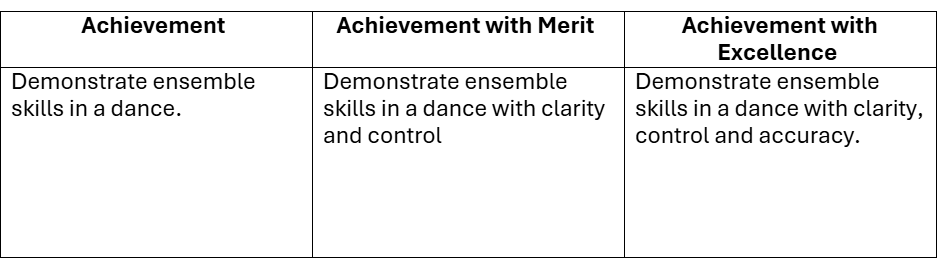 Achievement
Achievement with Merit
Achievement with
Excellence
Demonstrate ensemble
skills in a dance.
Demonstrate ensemble
skills in a dance with clarity
and control
Demonstrate ensemble
skills in a dance with clarity,
control and accuracy.